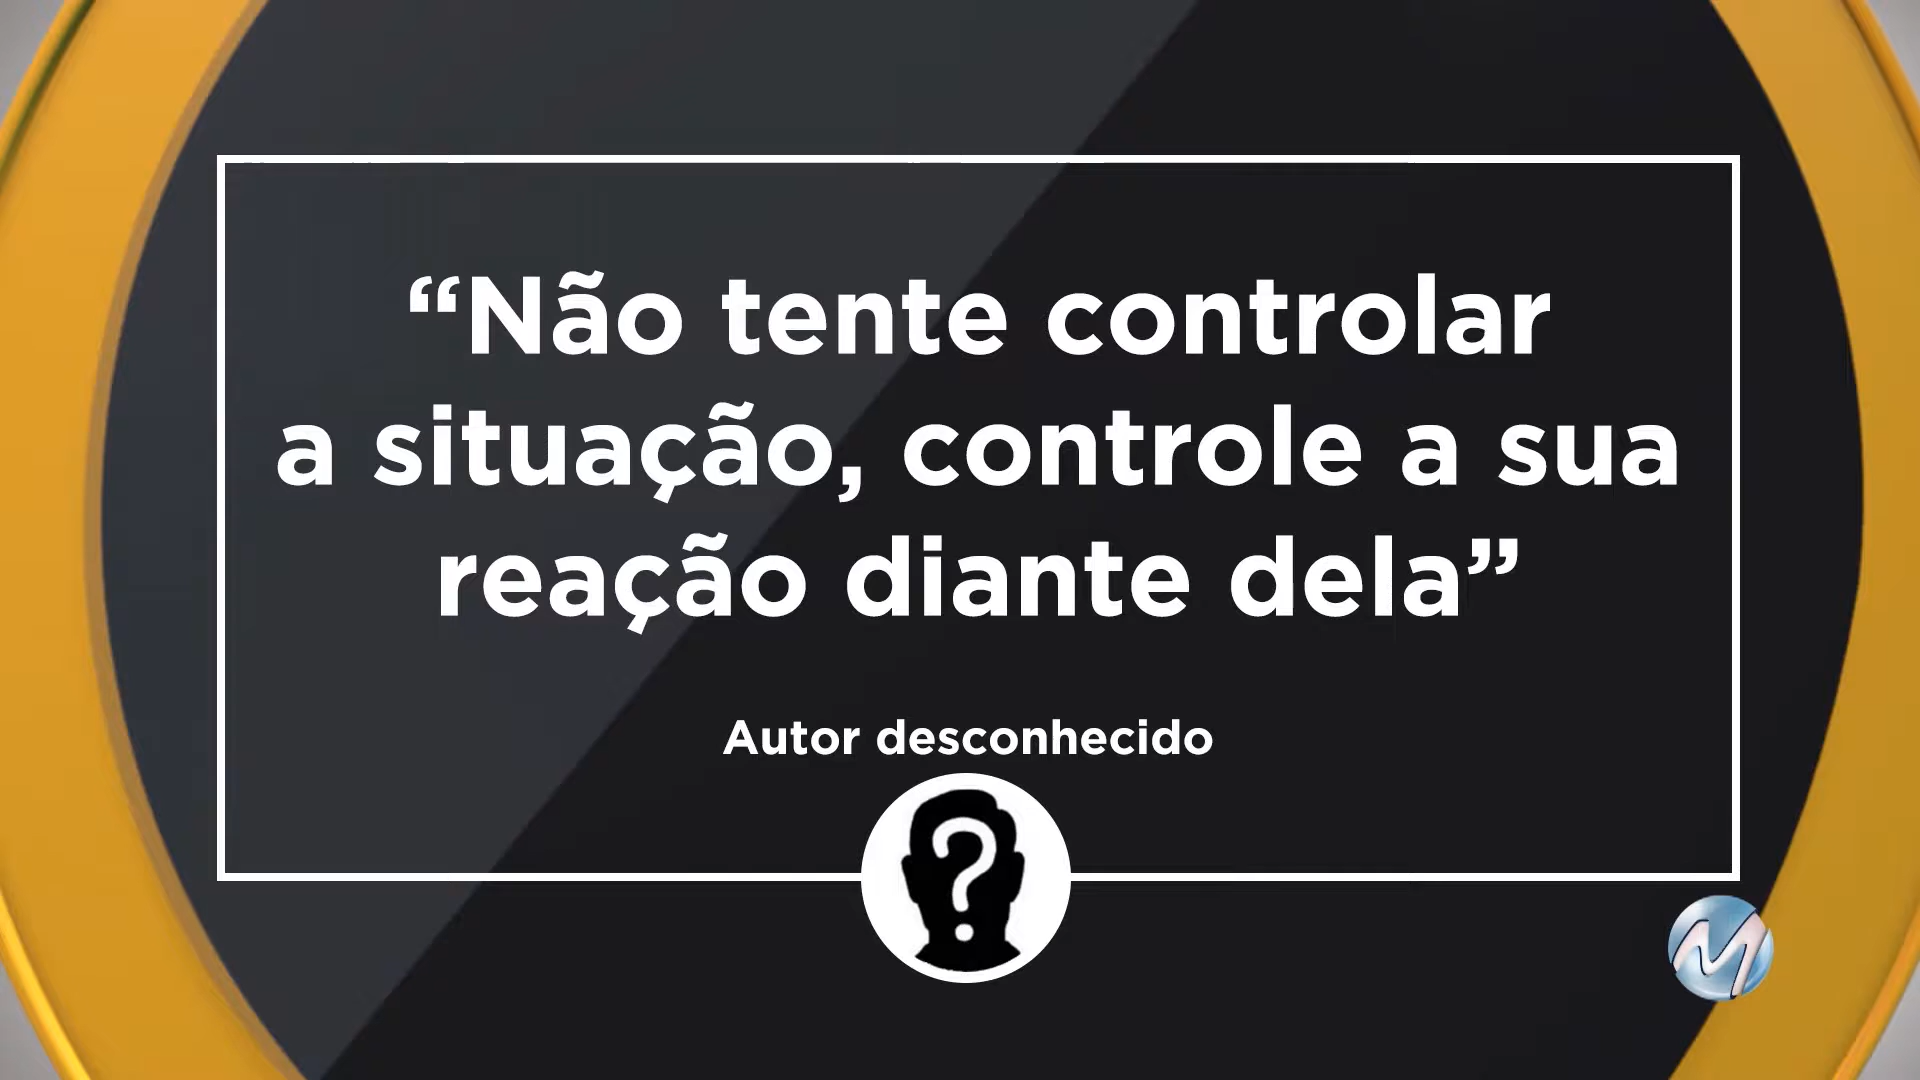 “Não tente controlar
a situação, controle a sua
reação diante dela”
Autor desconhecido
?
M